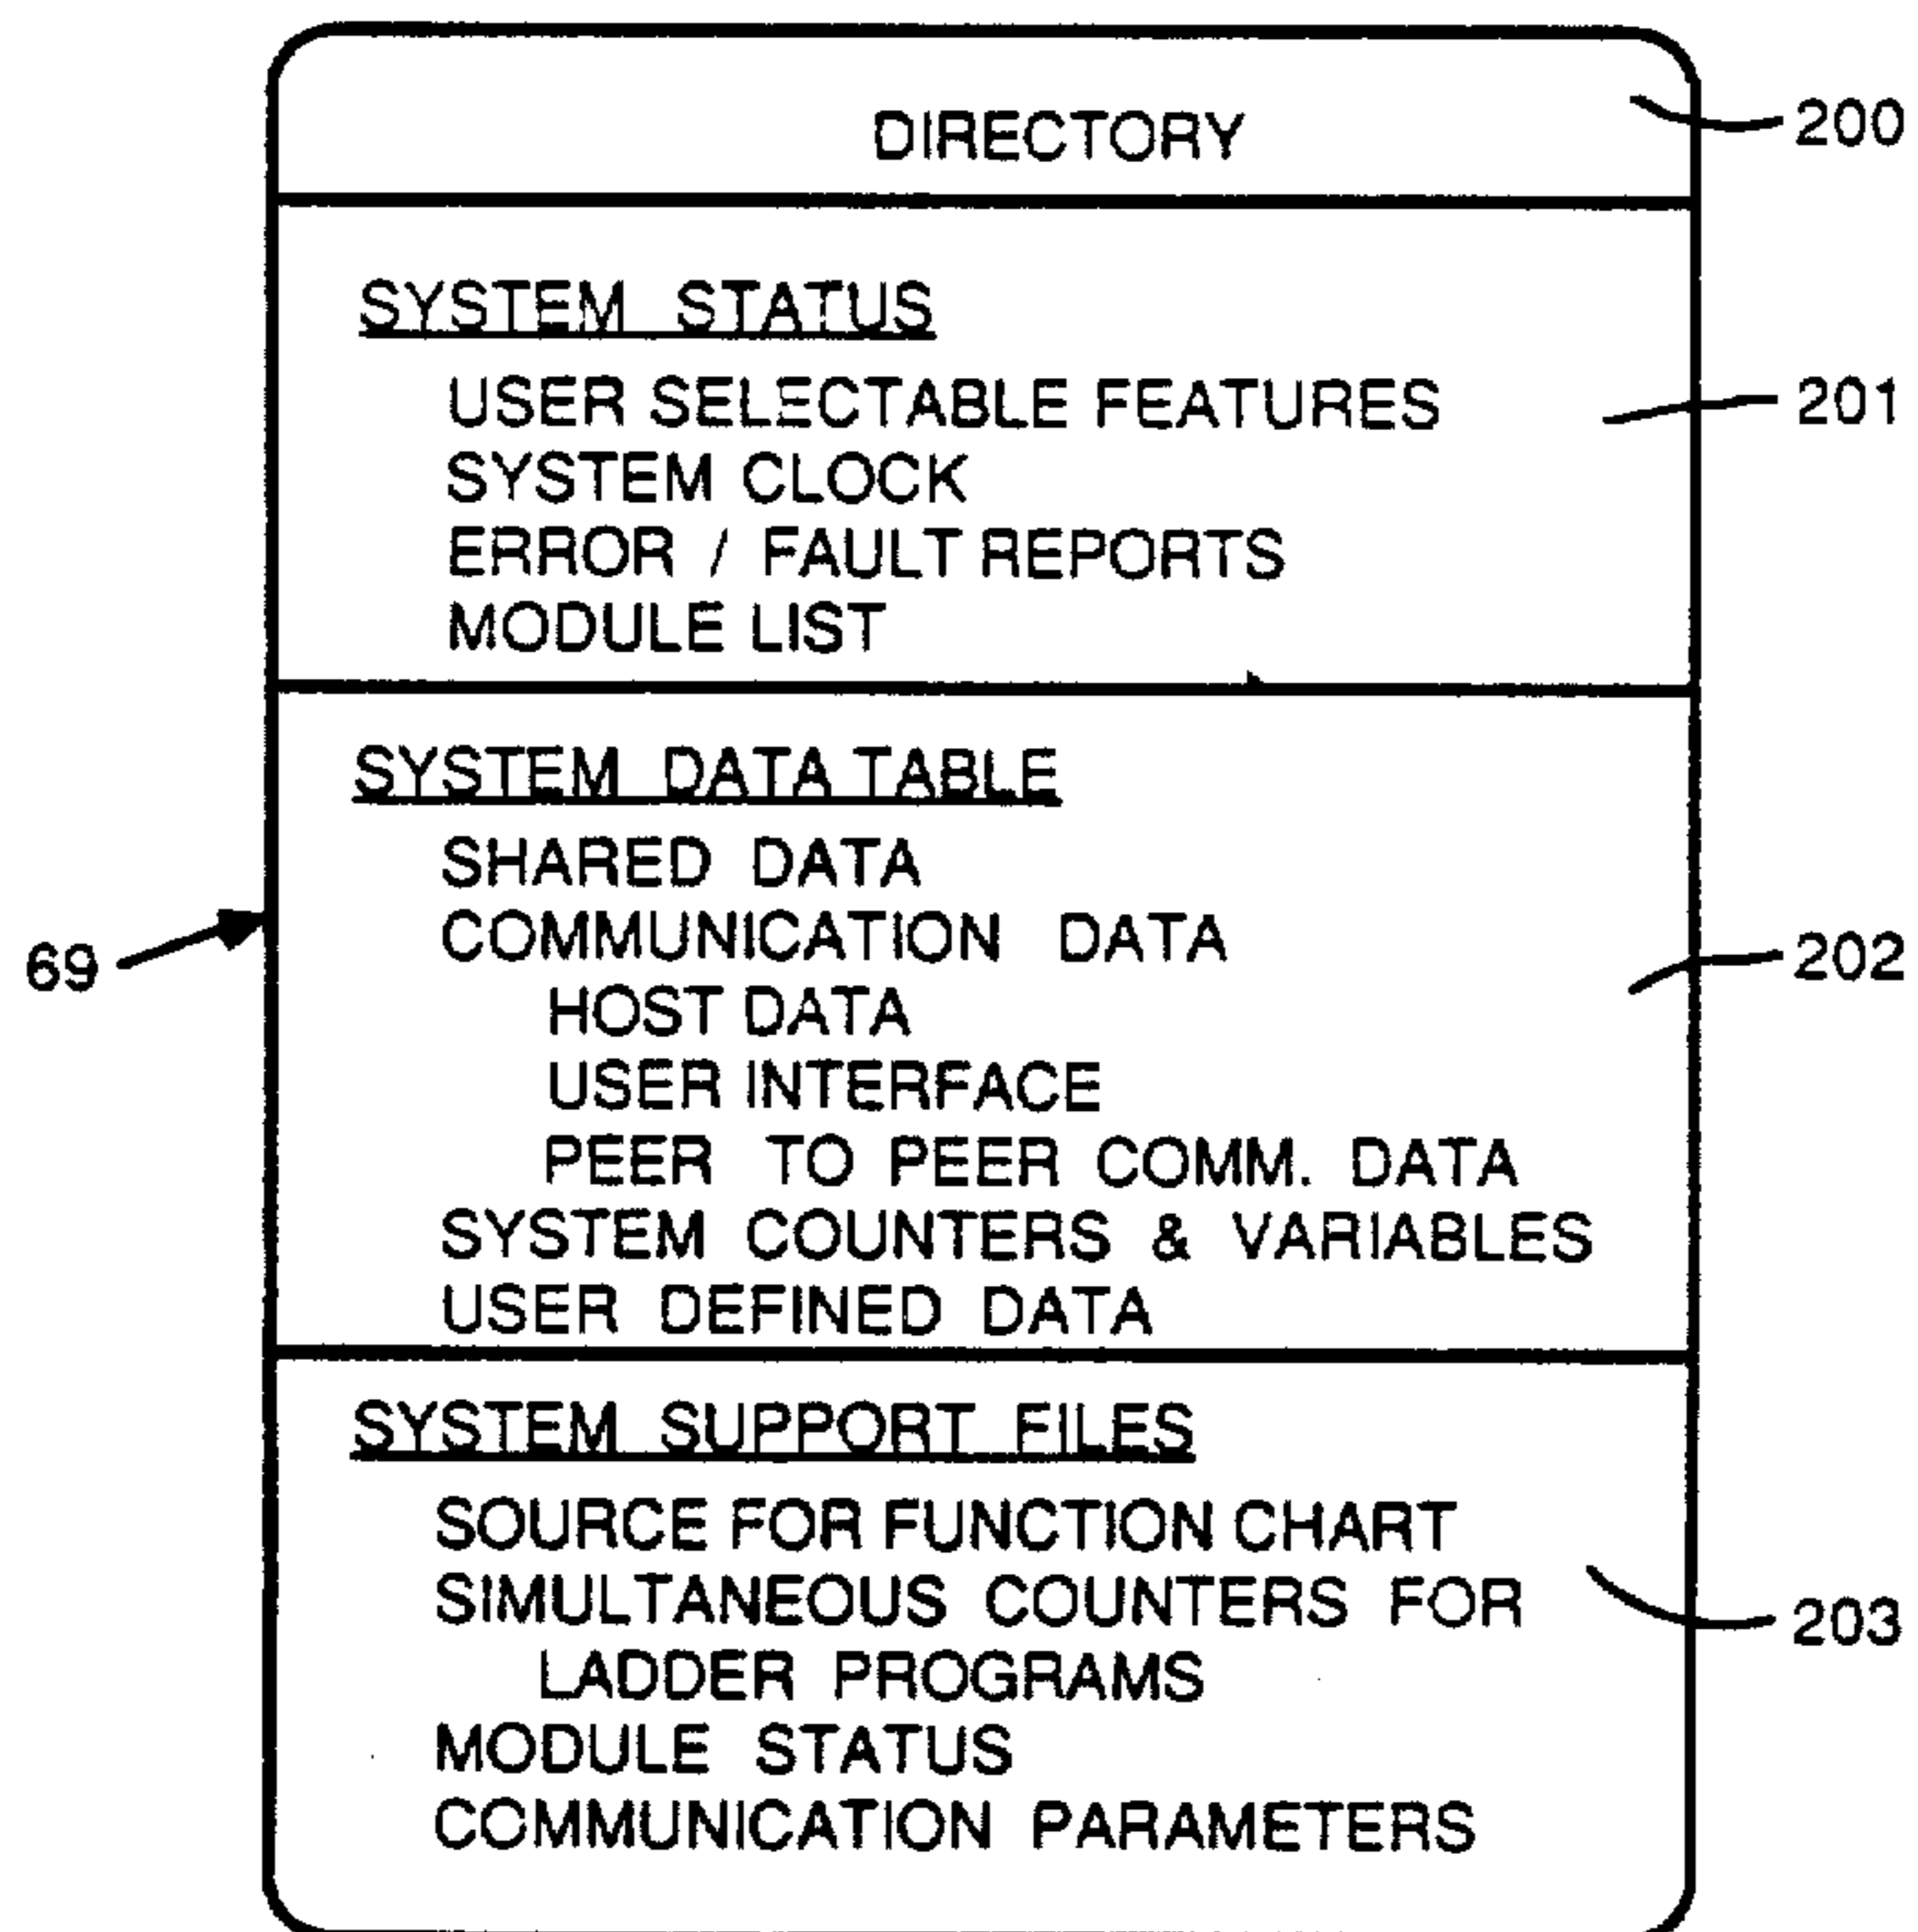 DIRECTORY
200
SYSTEM STATUS
USER SELECTABLE FEATURES
201
SYSTEM CLOCK
ERROR / FAULT REPORTS
MODULE LIST
SYSTEM DATA TABLE
SHARED DATA
COMMUNICATION DATA
69
202
HOST DATA
USER INTERFACE
PEER TO PEER COMM. DATA
SYSTEM COUNTERS & VARIABLES
USER DEFINED DATA
SYSTEM SUPPORT FILES
SOURCE FOR FUNCTION CHART
SIMULTANEOUS COUNTERS FOR
203
LADDER PROGRAMS
MODULE STATUS
COMMUNICATION PARAMETERS